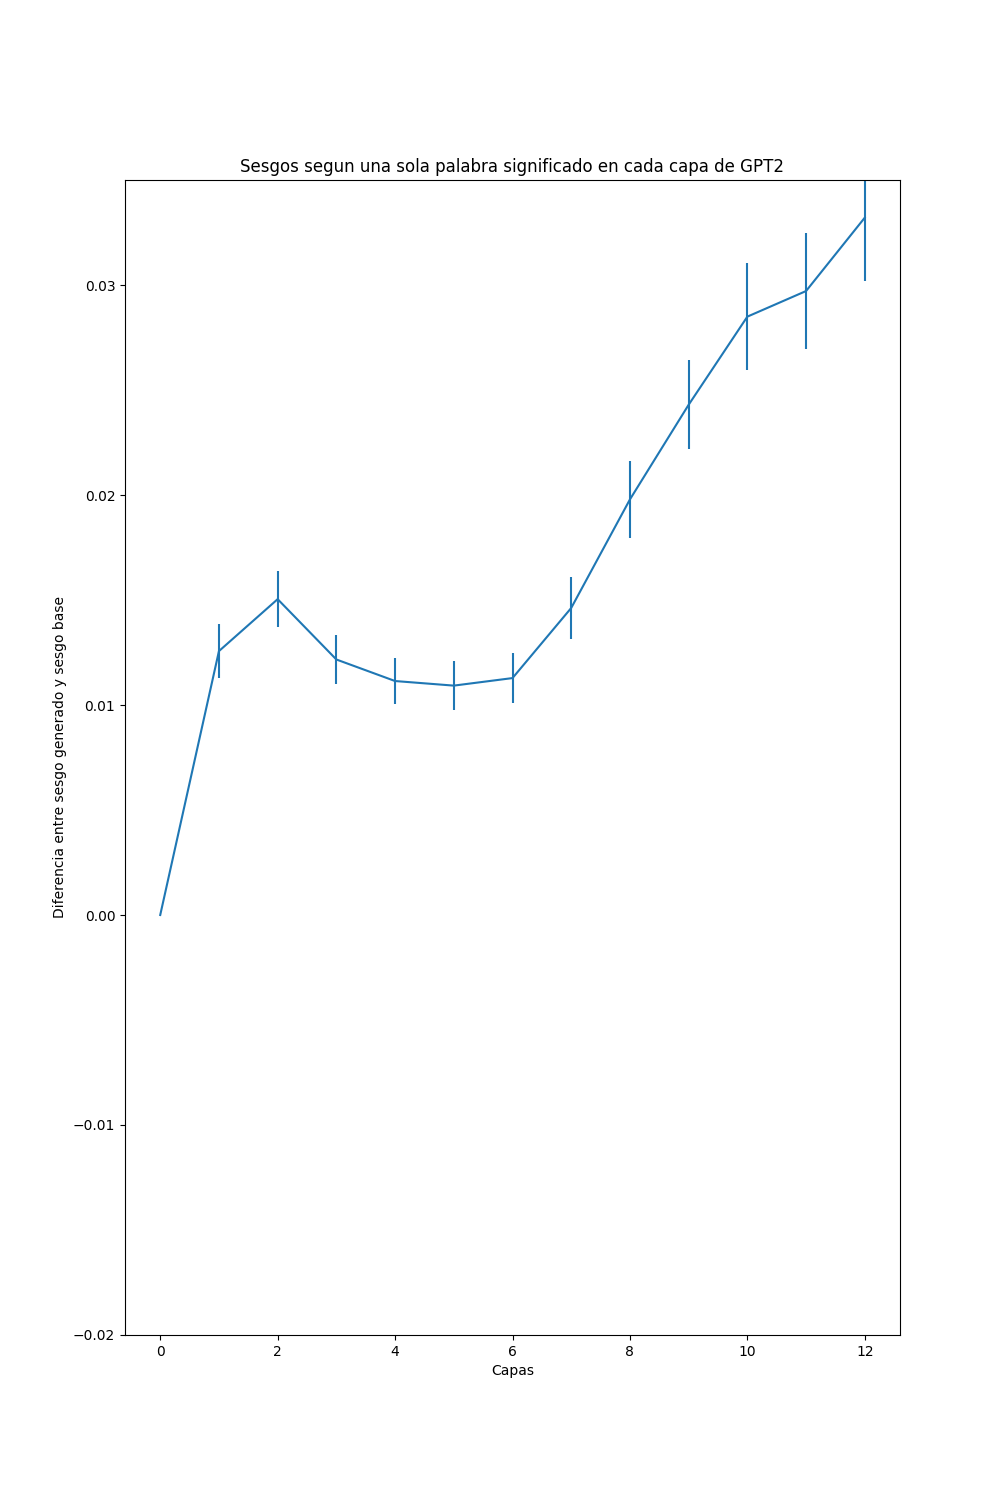 Sesgos segun una sola palabra significado en cada capa de GPT2
Diferencia entre sesgo generado y sesgo base
0.03
0.02
0.01
0.00
−0.01
−0.02
0 2 4 6 8 10 12
Capas